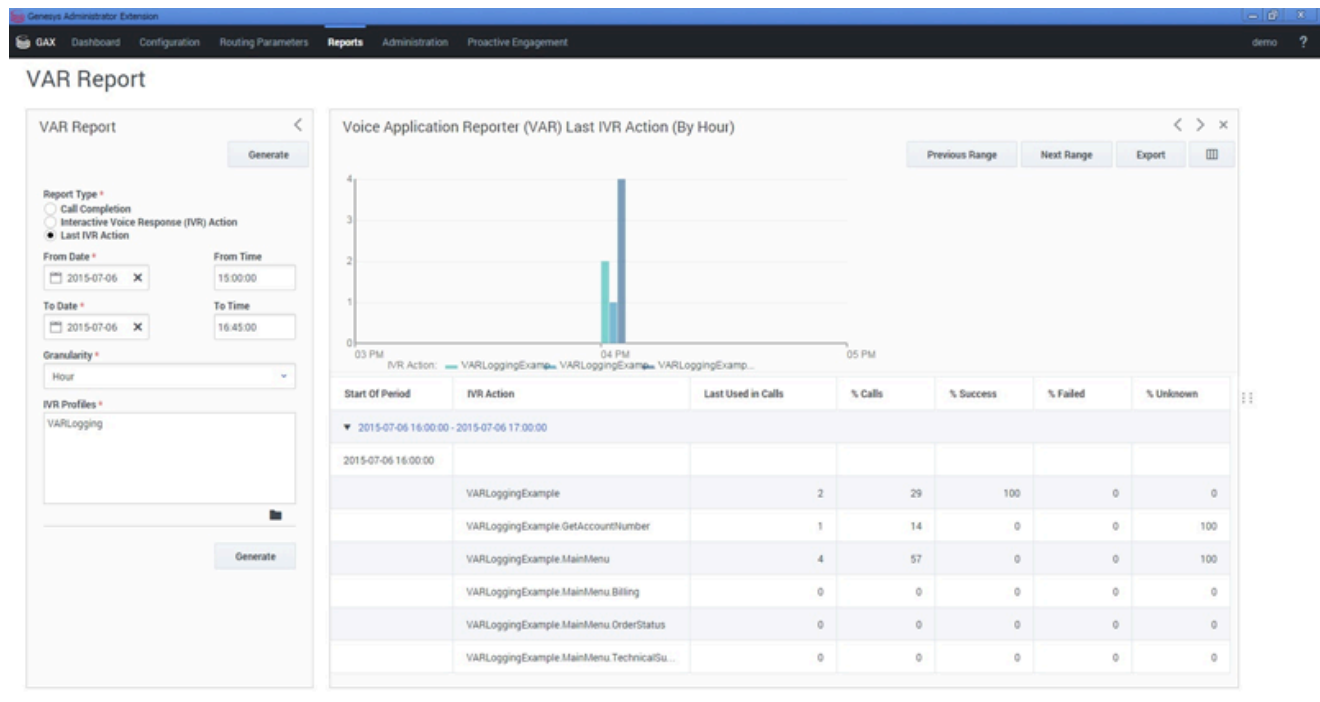 Genesys Administrator Extension
GAX Dashboard Configuration Routing Parameters Reports Administration Proactive Engagement demo ?
VAR Report
VAR Report
Generate
Report Type *
Call Completion
Interactive Voice Response (IVR) Action
Last IVR Action
From Date * From Time
2015-07-06 15:00:00
To Date * To Time
2015-07-06 16:45:00
Granularity *
Hour
IVR Profiles *
VARLogging
Generate
Voice Application Reporter (VAR) Last IVR Action (By Hour)
Previous Range Next Range Export
4
3
2
1
0
03 PM 04 PM 05 PM
IVR Action: VARLoggingExamp... VARLoggingExamp... VARLoggingExamp...
Start Of Period IVR Action Last Used in Calls % Calls % Success % Failed % Unknown
2015-07-06 16:00:00 - 2015-07-06 17:00:00
2015-07-06 16:00:00
VARLoggingExample 2 29 100 0 0
VARLoggingExample.GetAccountNumber 1 14 0 0 100
VARLoggingExample.MainMenu 4 57 0 0 100
VARLoggingExample.MainMenu.Billing 0 0 0 0 0
VARLoggingExample.MainMenu.OrderStatus 0 0 0 0 0
VARLoggingExample.MainMenu.TechnicalSu... 0 0 0 0 0